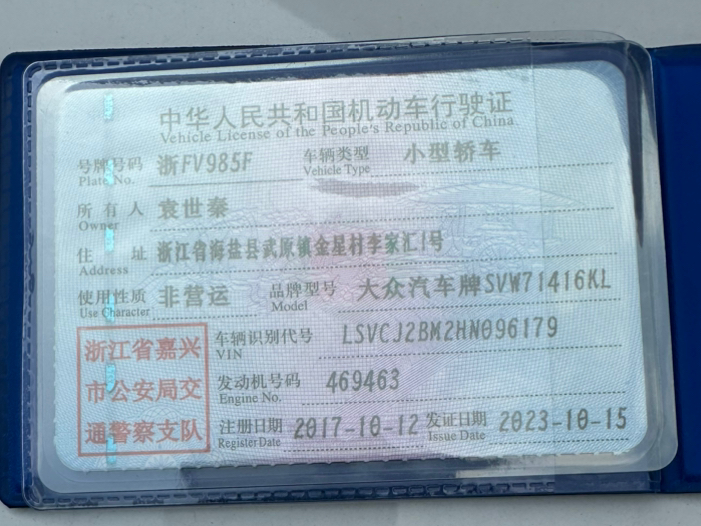 中华人民共和国机动车行驶证
Vehicle License of the People's Republic of China
号牌号码 浙FV985F 车辆类型 小型轿车
Plate No. Vehicle Type
所有人 袁世秦
Owner
住址 浙江省海盐县武原镇金星村李家汇1号
Address
使用性质 非营运 品牌型号 大众汽车牌SVW71416KL
Use Character Model
浙江省嘉兴
市公安局交
通警察支队
车辆识别代号 LSVCJ2BM2HN096179
VIN
发动机号码 469463
Engine No.
注册日期 2017-10-12 发证日期 2023-10-15
Register Date Issue Date